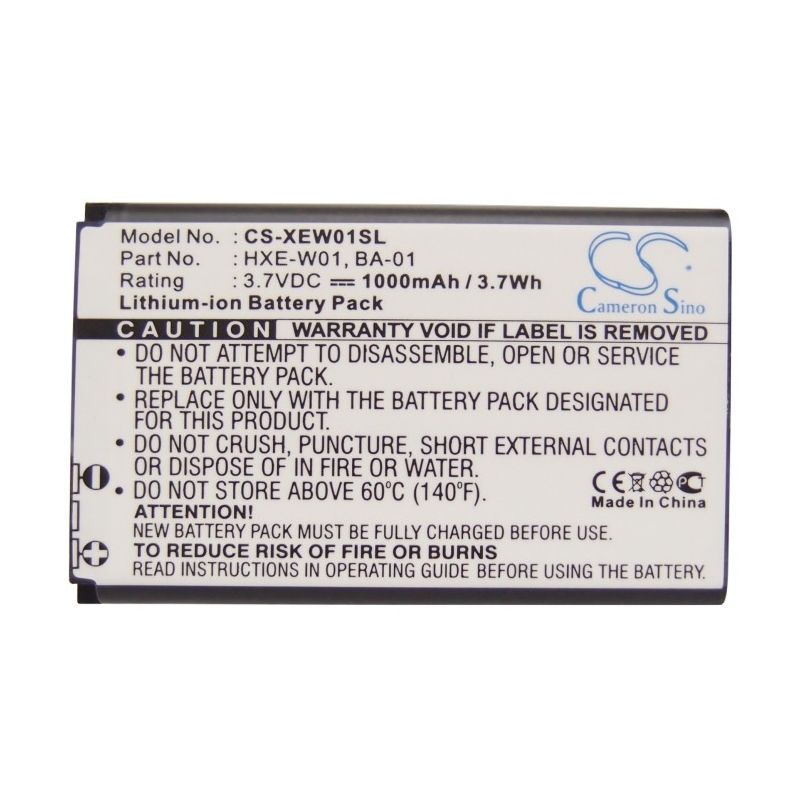 Model No. : CS-XEW01SL
Part No. : HXE-W01, BA-01
Rating : 3.7VDC 1000mAh / 3.7Wh
Lithium-ion Battery Pack
CS
Cameron Sino
CAUTION WARRANTY VOID IF LABEL IS REMOVED
• DO NOT ATTEMPT TO DISASSEMBLE, OPEN OR SERVICE
THE BATTERY PACK.
• REPLACE ONLY WITH THE BATTERY PACK DESIGNATED
FOR THIS PRODUCT.
• DO NOT CRUSH, PUNCTURE, SHORT EXTERNAL CONTACTS
OR DISPOSE OF IN FIRE OR WATER.
• DO NOT STORE ABOVE 60°C (140°F).
CE PC
Made In China
ATTENTION!
NEW BATTERY PACK MUST BE FULLY CHARGED BEFORE USE.
TO REDUCE RISK OF FIRE OR BURNS
READ INSTRUCTIONS IN OPERATING GUIDE BEFORE USING THE BATTERY.